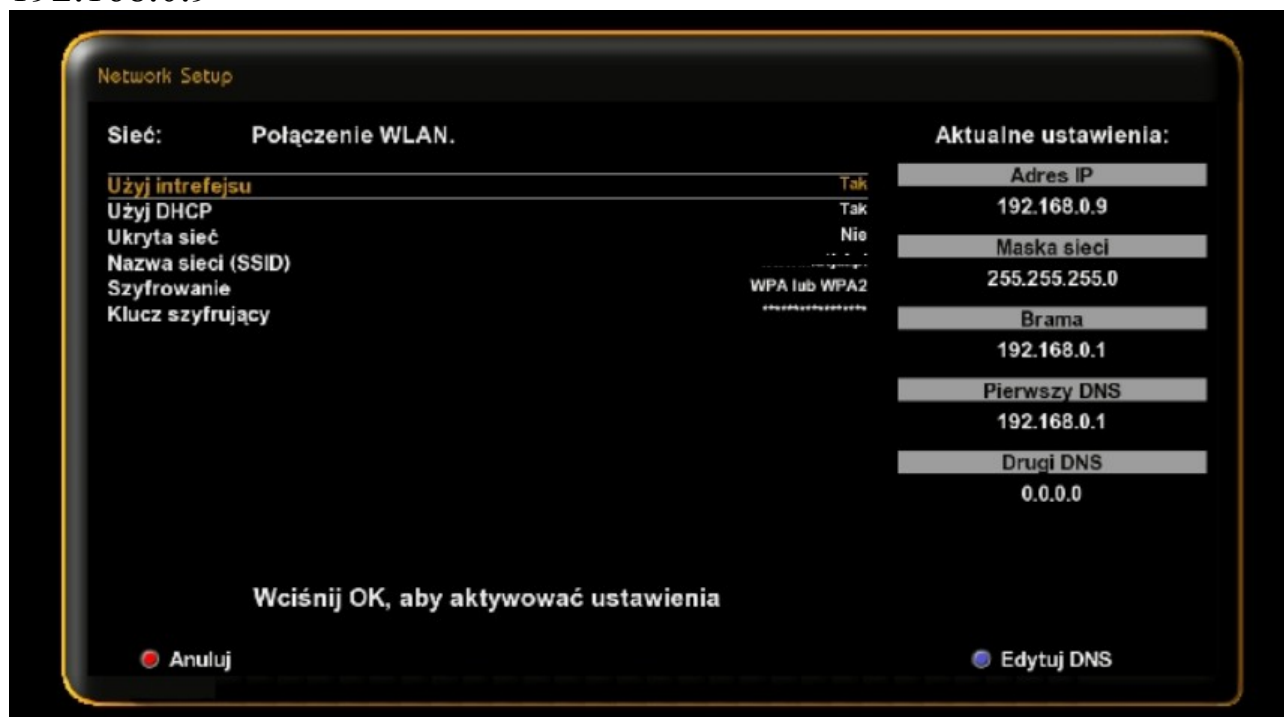 192.168.0.9
Network Setup
Sieć: Połączenie WLAN.
Aktualne ustawienia:
Użyj intrefejsu Tak
Użyj DHCP Tak
Ukryta sieć Nie
Nazwa sieci (SSID)
Szyfrowanie WPA lub WPA2
Klucz szyfrujący ******************
Adres IP
192.168.0.9
Maska sieci
255.255.255.0
Brama
192.168.0.1
Pierwszy DNS
192.168.0.1
Drugi DNS
0.0.0.0
Wciśnij OK, aby aktywować ustawienia
Anuluj
Edytuj DNS